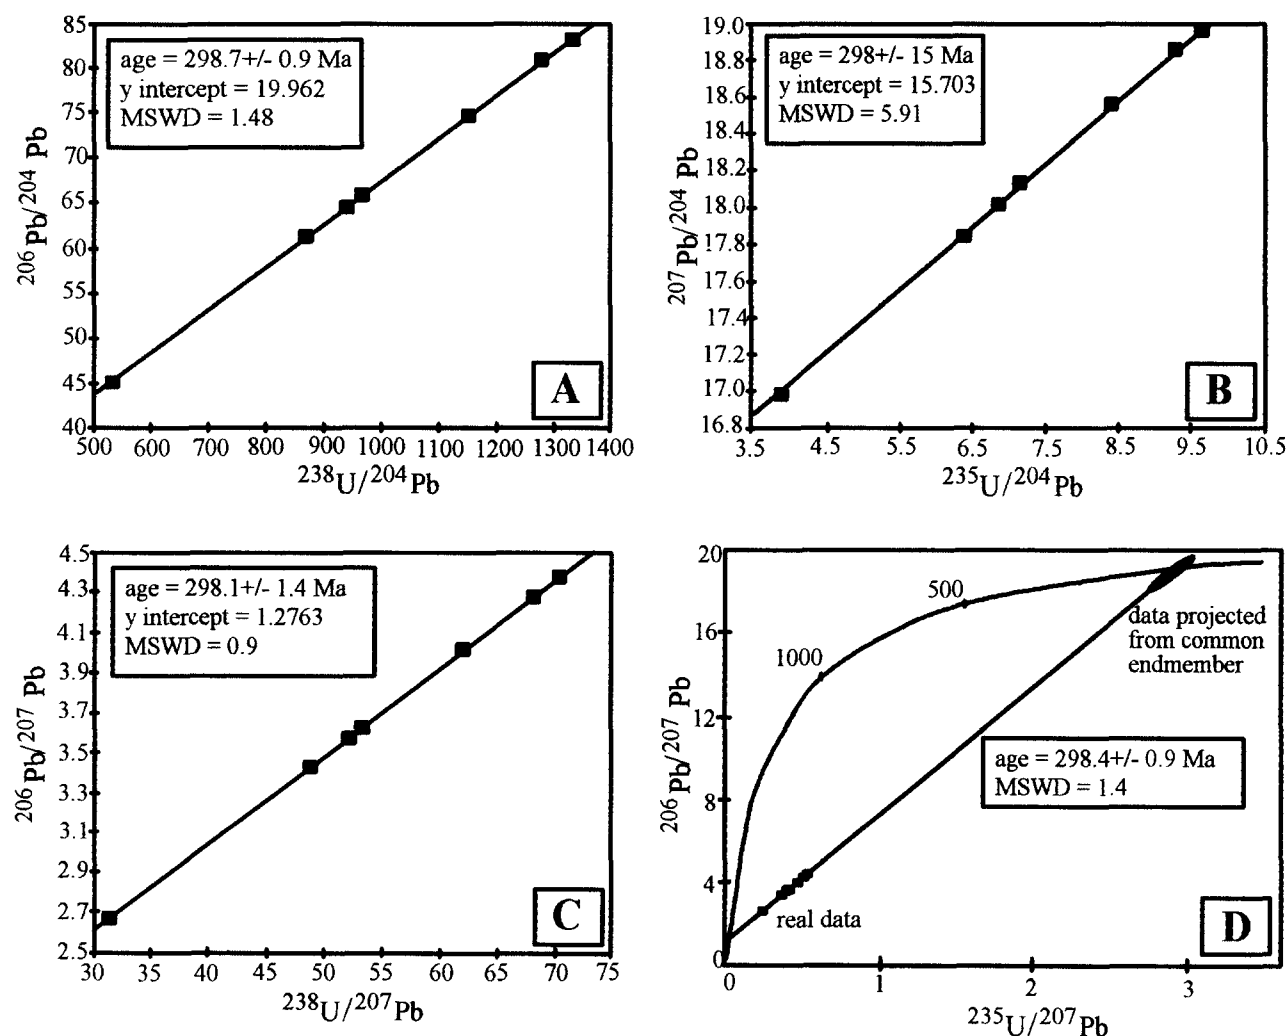 85
80
75
70
65
60
55
50
45
40
206Pb/204Pb
age = 298.7+/- 0.9 Ma
y intercept = 19.962
MSWD = 1.48
A
500 600 700 800 900 1000 1100 1200 1300 1400
238U/204Pb
19.0
18.8
18.6
18.4
18.2
18.0
17.8
17.6
17.4
17.2
17.0
16.8
207Pb/204Pb
age = 298+/- 15 Ma
y intercept = 15.703
MSWD = 5.91
B
3.5 4.5 5.5 6.5 7.5 8.5 9.5 10.5
235U/204Pb
4.5
4.3
4.1
3.9
3.7
3.5
3.3
3.1
2.9
2.7
2.5
206Pb/207Pb
age = 298.1+/- 1.4 Ma
y intercept = 1.2763
MSWD = 0.9
C
30 35 40 45 50 55 60 65 70 75
238U/207Pb
20
16
12
8
4
0
206Pb/207Pb
500
1000
data projected
from common
endmember
age = 298.4+/- 0.9 Ma
MSWD = 1.4
real data
D
0 1 2 3
235U/207Pb